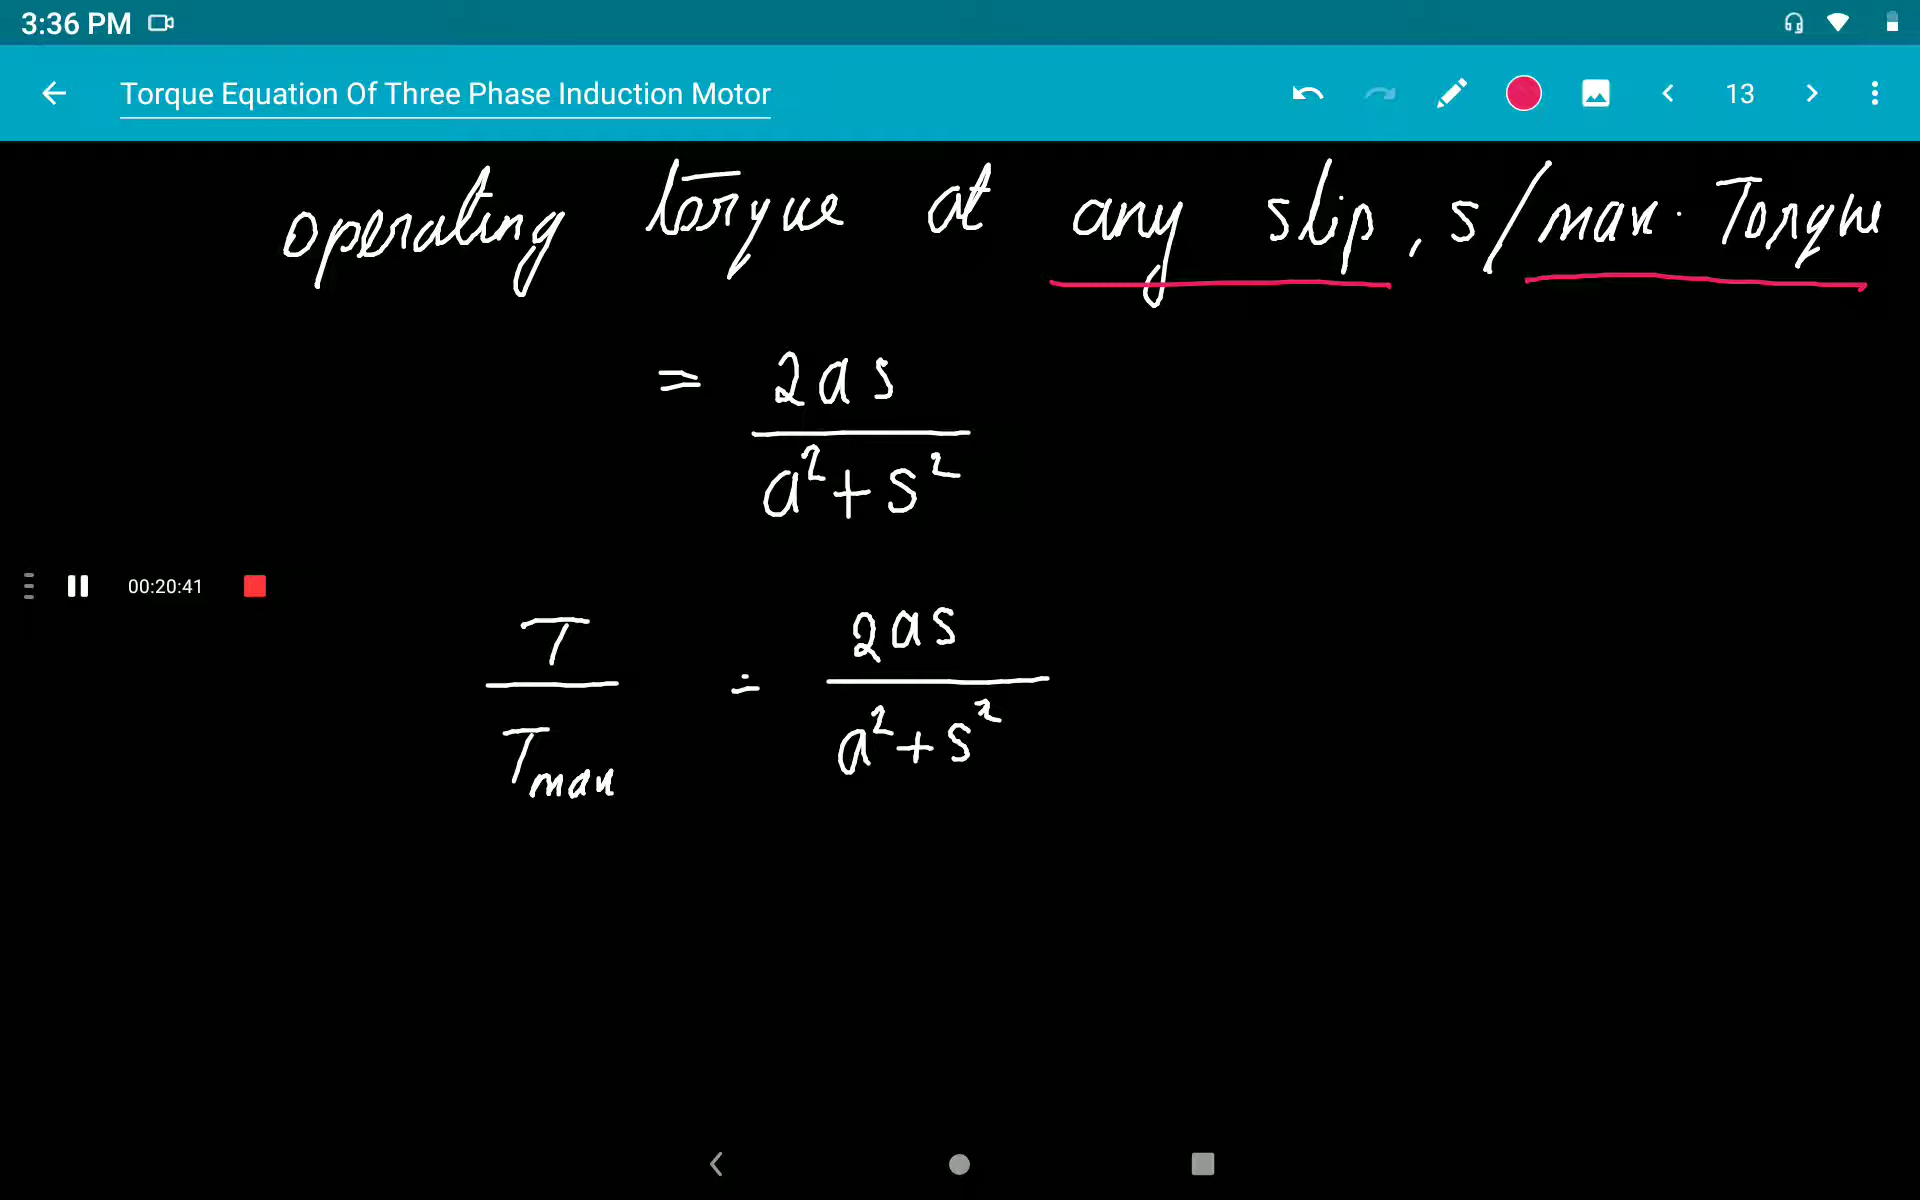 3:36 PM
Torque Equation Of Three Phase Induction Motor 13
operating torque at any slip, s/max. Torque
= 2as / a²+s²
00:20:41
T / Tmax = 2as / a²+s²